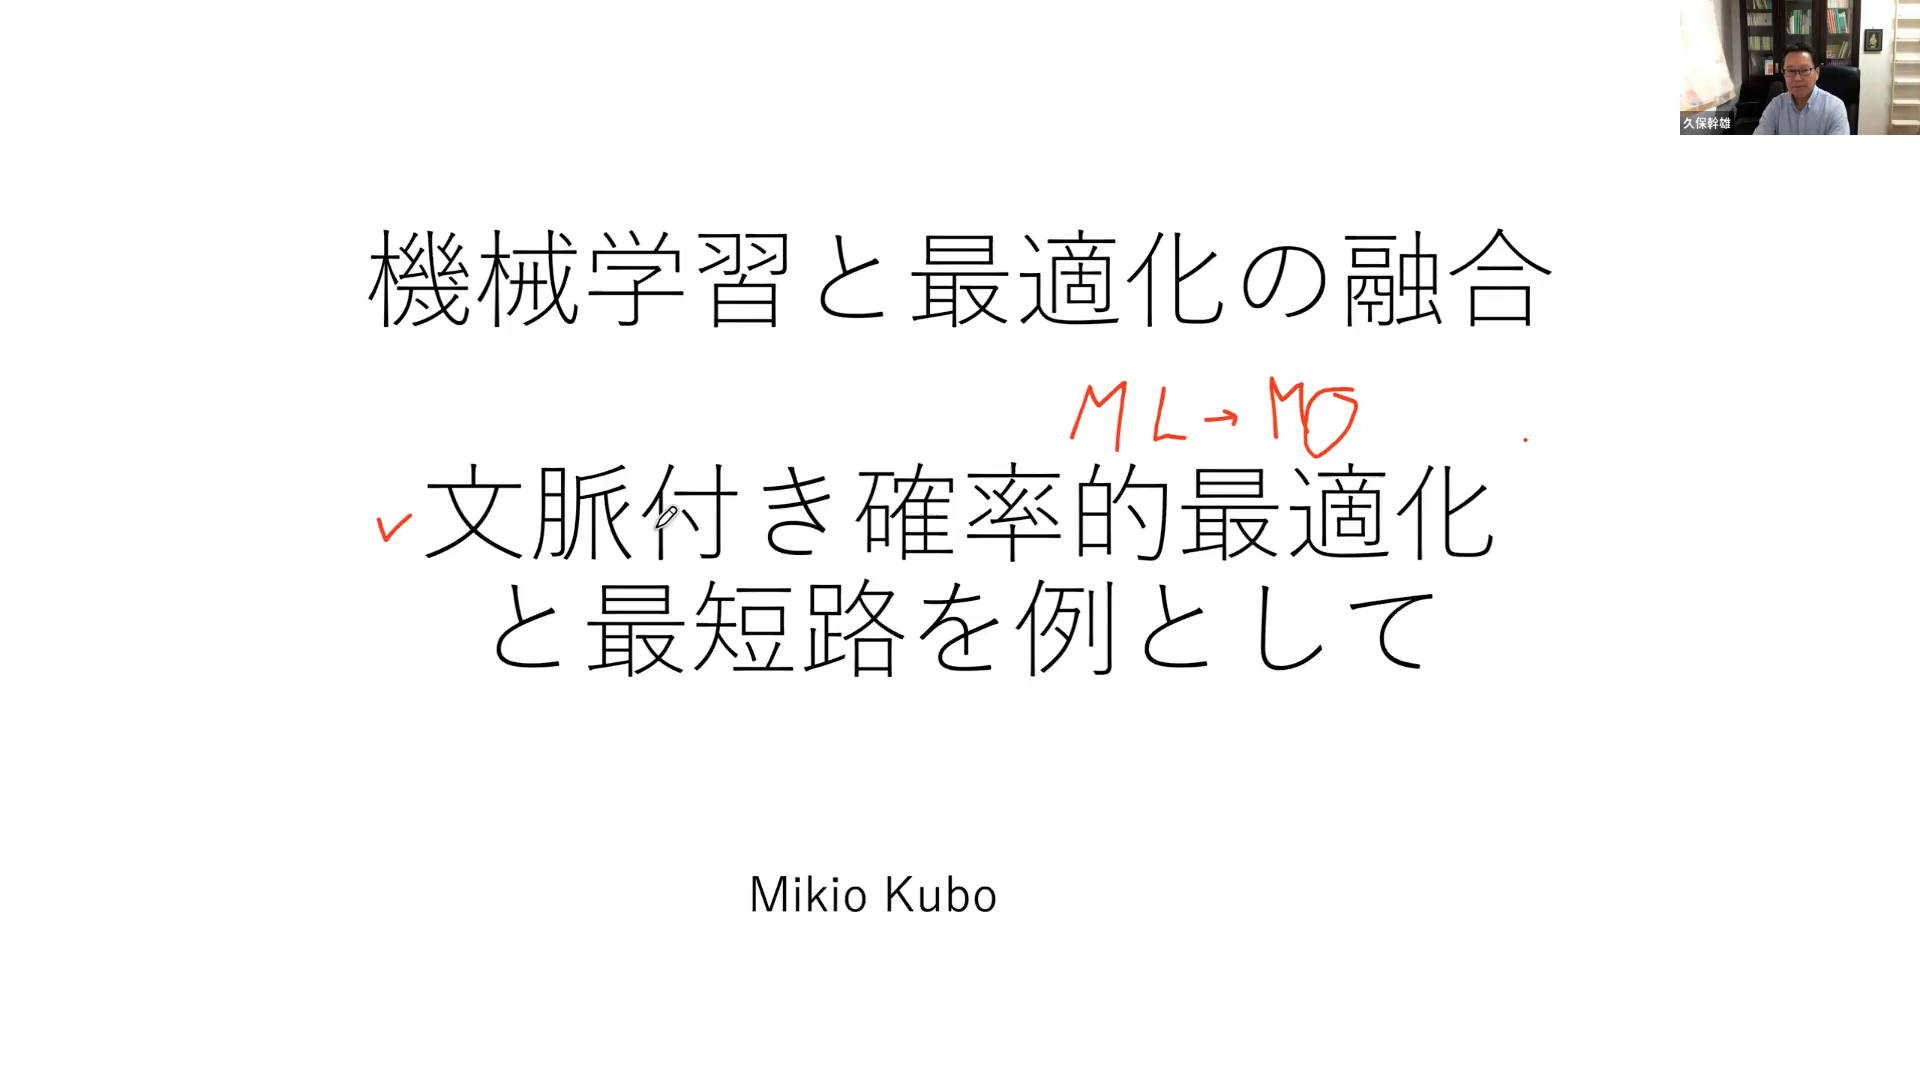 久保幹雄
機械学習と最適化の融合
ML→MO
文脈付き確率的最適化
と最短路を例として
Mikio Kubo